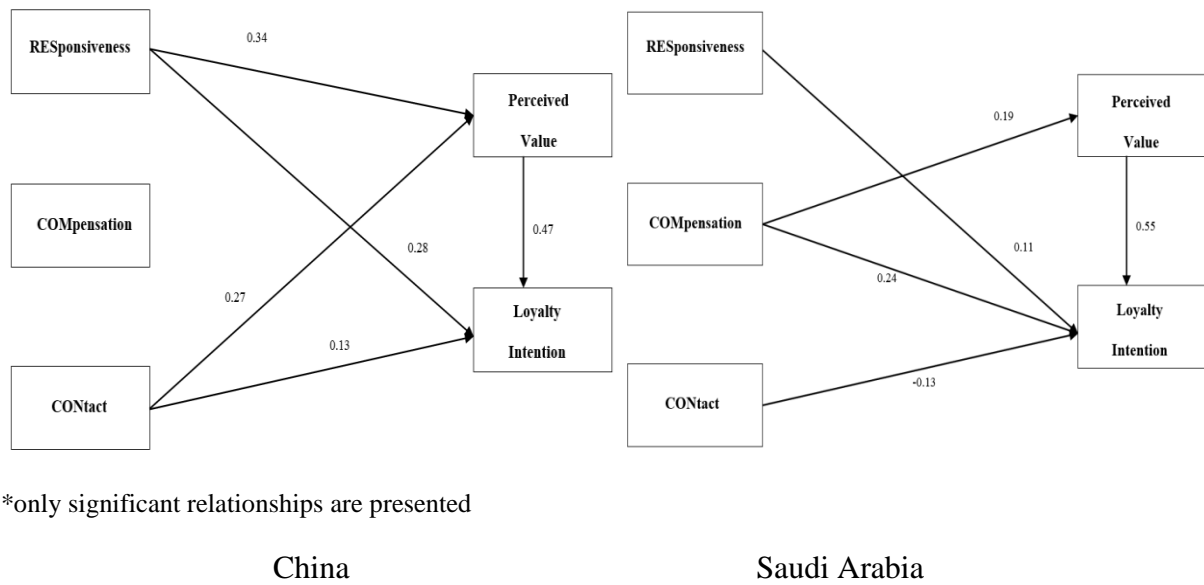 RESponsiveness
0.34
Perceived
Value
COMpensation
0.47
0.28
0.27
Loyalty
Intention
0.13
CONtact
RESponsiveness
Perceived
Value
0.19
COMpensation
0.55
0.11
0.24
Loyalty
Intention
-0.13
CONtact
*only significant relationships are presented
China
Saudi Arabia